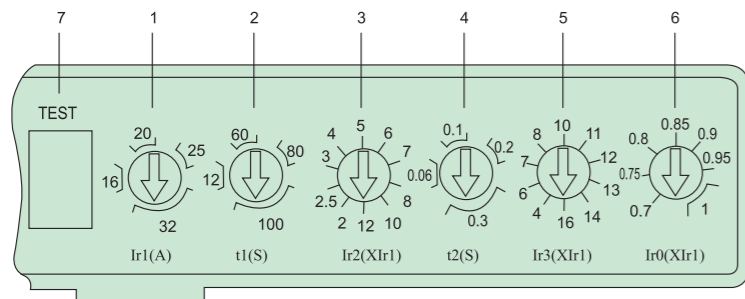 7 1 2 3 4 5 6
TEST
20 25 16 32
60 80 12 100
5 6 4 7 3 8 2.5 10 2 12
0.1 0.2 0.06 0.3
10 11 8 12 7 13 6 14 4 16
0.85 0.9 0.8 0.95 0.75 1 0.7
Ir1(A) t1(S) Ir2(XIr1) t2(S) Ir3(XIr1) Ir0(XIr1)